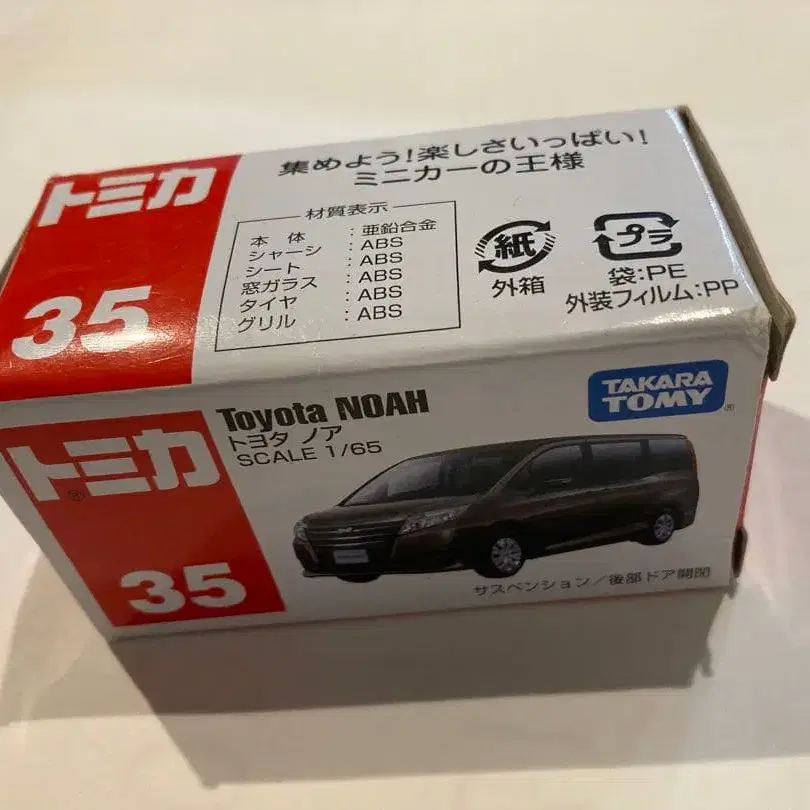 トミカ
35
集めよう!楽しさいっぱい!
ミニカーの王様
材質表示
本体 : 亜鉛合金
シャーシ : ABS
シート : ABS
窓ガラス : ABS
タイヤ : ABS
グリル : ABS
紙
外箱
プラ
袋:PE
外装フィルム:PP
トミカ®
35
Toyota NOAH
トヨタ ノア
SCALE 1/65
TAKARA
TOMY®
サスペンション/後部ドア開閉